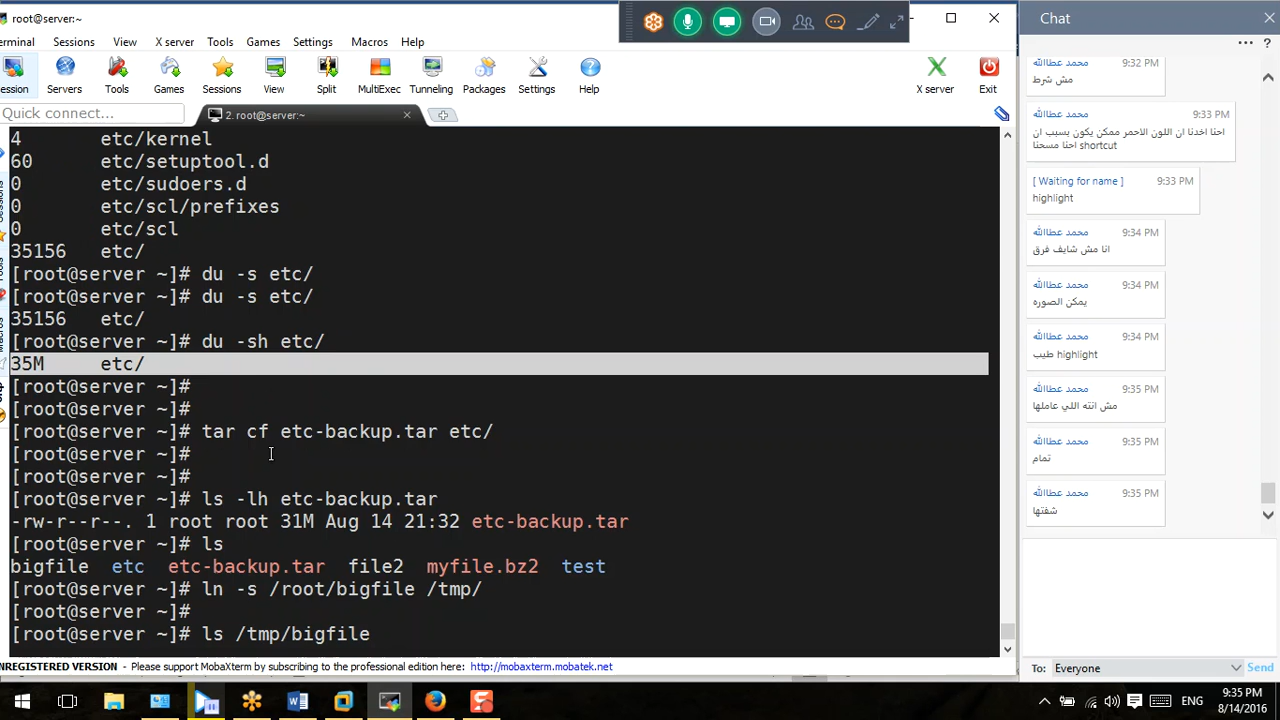 root@server:~
erminal Sessions View X server Tools Games Settings Macros Help
ession Servers Tools Games Sessions View Split MultiExec Tunneling Packages Settings Help X server Exit
Quick connect...
2. root@server:~
4 etc/kernel
60 etc/setuptool.d
0 etc/sudoers.d
0 etc/scl/prefixes
0 etc/scl
35156 etc/
[root@server ~]# du -s etc/
[root@server ~]# du -s etc/
35156 etc/
[root@server ~]# du -sh etc/
35M etc/
[root@server ~]#
[root@server ~]#
[root@server ~]# tar cf etc-backup.tar etc/
[root@server ~]#
[root@server ~]#
[root@server ~]# ls -lh etc-backup.tar
-rw-r--r--. 1 root root 31M Aug 14 21:32 etc-backup.tar
[root@server ~]# ls
bigfile etc etc-backup.tar file2 myfile.bz2 test
[root@server ~]# ln -s /root/bigfile /tmp/
[root@server ~]#
[root@server ~]# ls /tmp/bigfile
NREGISTERED VERSION - Please support MobaXterm by subscribing to the professional edition here: http://mobaxterm.mobatek.net
Sessions
Tools
Macros
Sftp
Chat
محمد عطاالله 9:32 PM
مش شرط
محمد عطاالله 9:33 PM
احنا اخدنا ان اللون الاحمر ممكن يكون بسبب ان
احنا مسحنا shortcut
[ Waiting for name ] 9:33 PM
highlight
محمد عطاالله 9:34 PM
انا مش شايف فرق
محمد عطاالله 9:34 PM
يمكن الصوره
محمد عطاالله 9:34 PM
طيب highlight
محمد عطاالله 9:35 PM
مش انته اللي عاملها
محمد عطاالله 9:35 PM
تمام
محمد عطاالله 9:35 PM
شفتها
To: Everyone Send
ENG
9:35 PM
8/14/2016